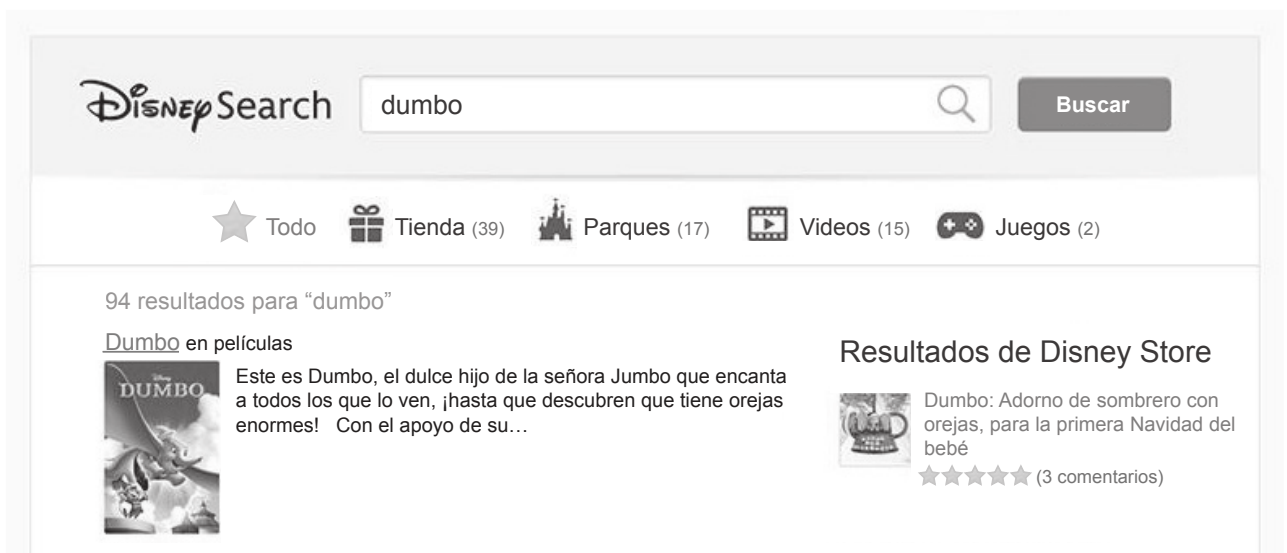 Disney Search dumbo Buscar
Todo Tienda (39) Parques (17) Videos (15) Juegos (2)
94 resultados para “dumbo”
Dumbo en películas
Disney
DUMBO
Este es Dumbo, el dulce hijo de la señora Jumbo que encanta
a todos los que lo ven, ¡hasta que descubren que tiene orejas
enormes! Con el apoyo de su…
Resultados de Disney Store
Dumbo: Adorno de sombrero con
orejas, para la primera Navidad del
bebé
(3 comentarios)